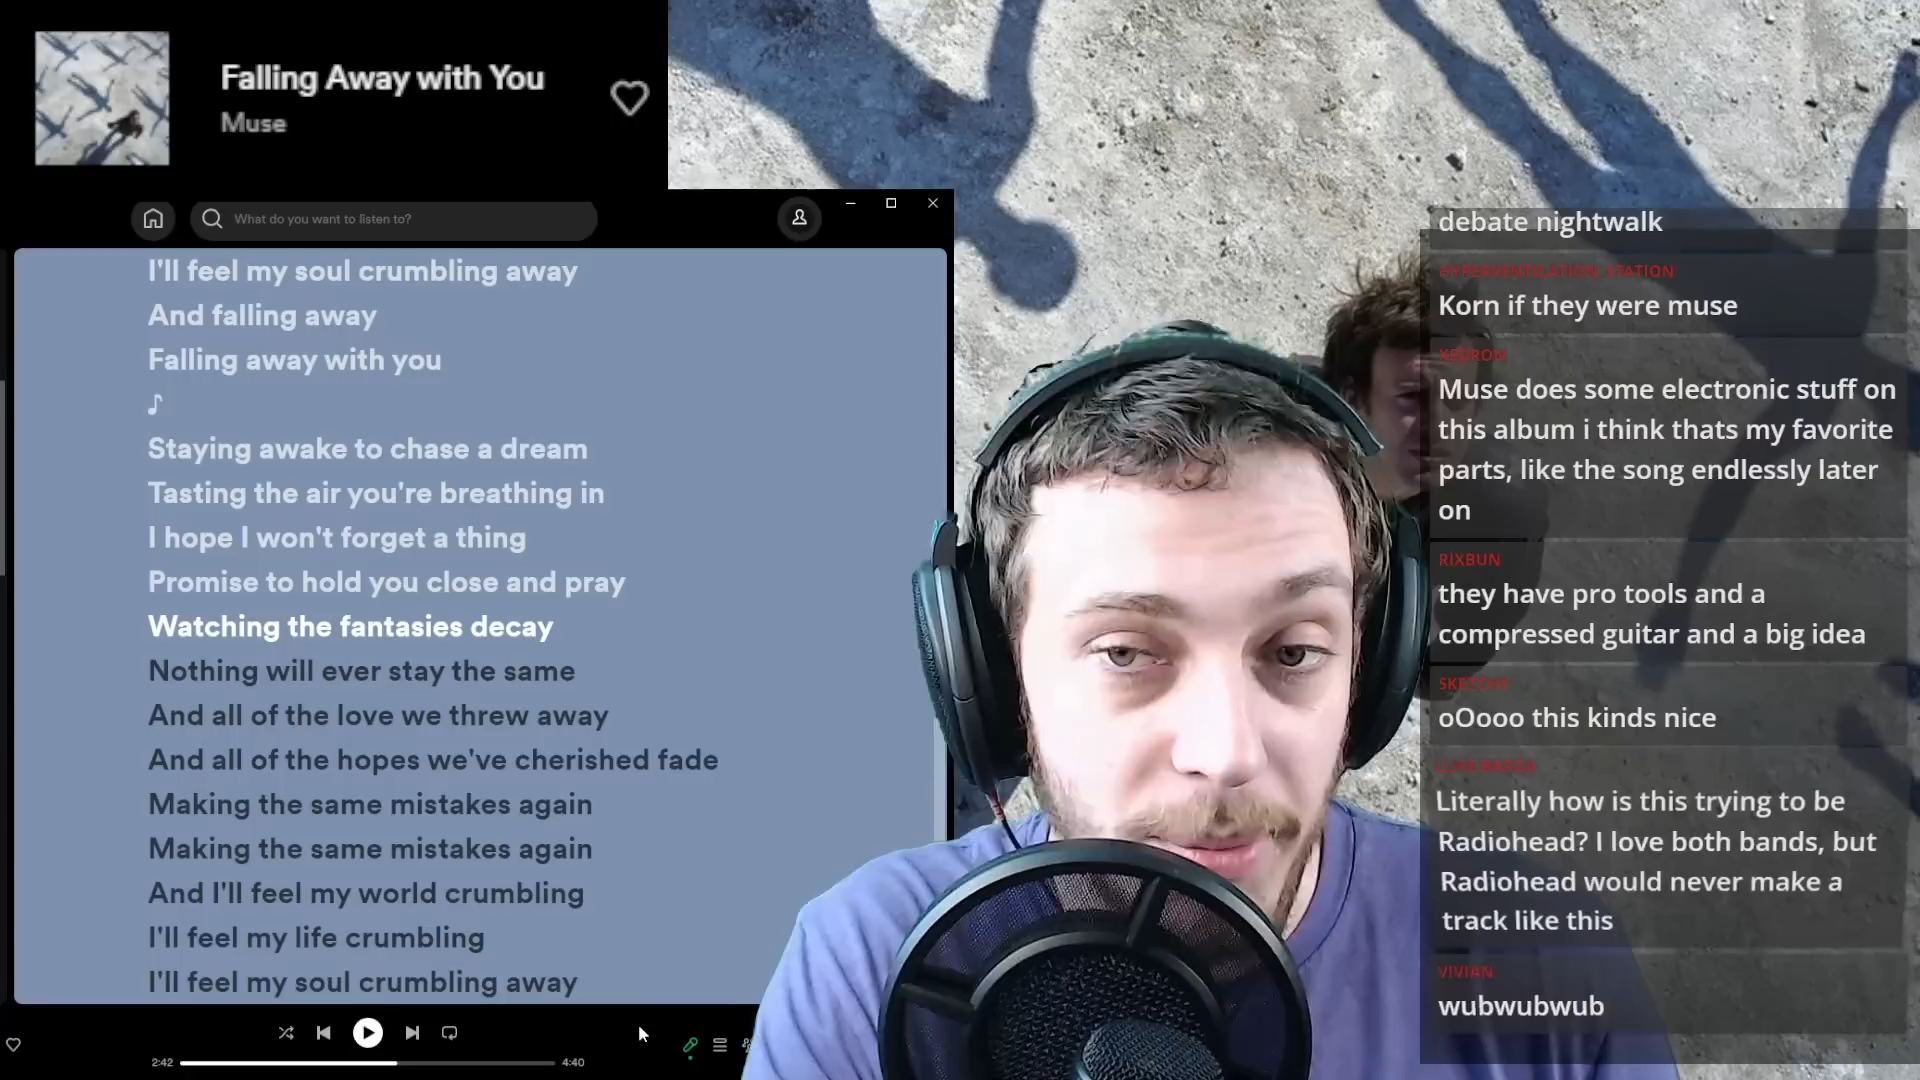 Falling Away with You
Muse
What do you want to listen to?
I'll feel my soul crumbling away
And falling away
Falling away with you
♪
Staying awake to chase a dream
Tasting the air you're breathing in
I hope I won't forget a thing
Promise to hold you close and pray
Watching the fantasies decay
Nothing will ever stay the same
And all of the love we threw away
And all of the hopes we've cherished fade
Making the same mistakes again
Making the same mistakes again
And I'll feel my world crumbling
I'll feel my life crumbling
I'll feel my soul crumbling away
2:42
4:40
debate nightwalk
HYPERVENTILATION_STATION
Korn if they were muse
Muse does some electronic stuff on
this album i think thats my favorite
parts, like the song endlessly later
on
RIXBUN
they have pro tools and a
compressed guitar and a big idea
oOooo this kinds nice
Literally how is this trying to be
Radiohead? I love both bands, but
Radiohead would never make a
track like this
VIVIAN
wubwubwub